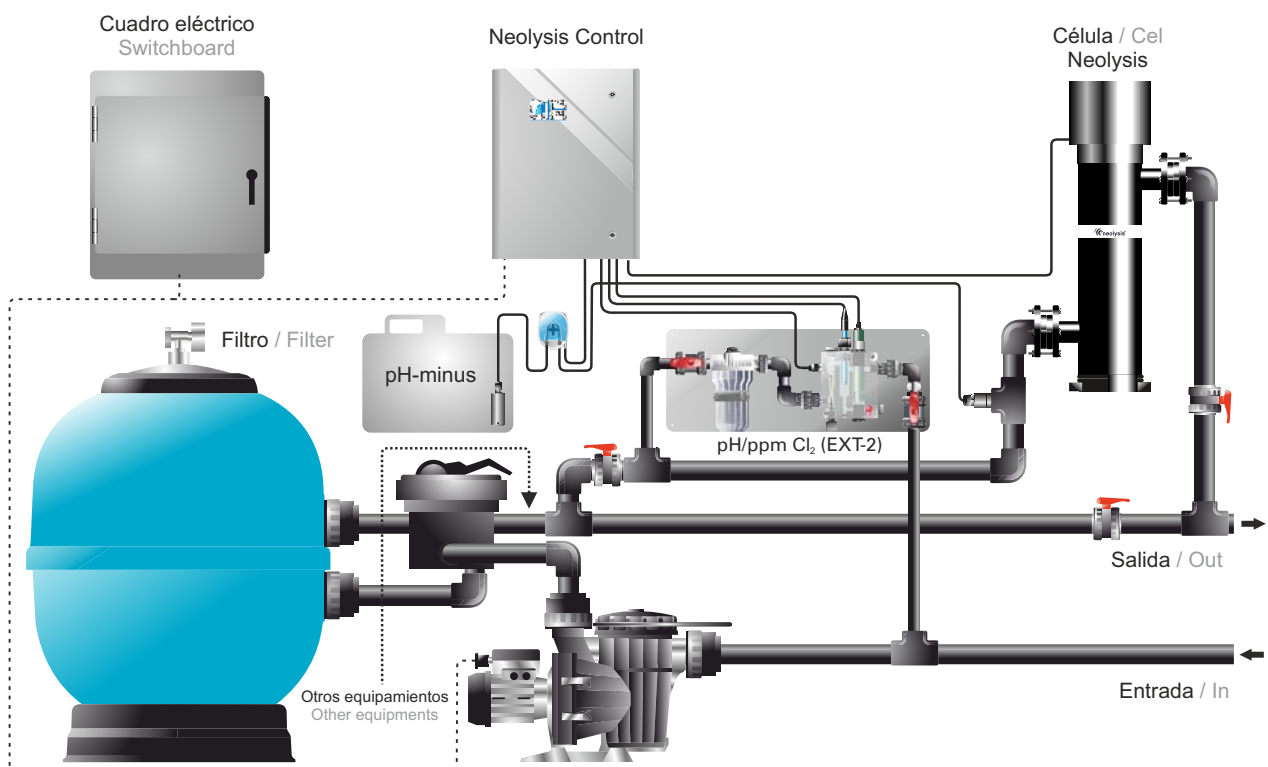 Cuadro eléctrico
Switchboard
Neolysis Control
Célula / Cel
Neolysis
neolysis
Filtro / Filter
pH-minus
pH/ppm Cl₂ (EXT-2)
Salida / Out
Otros equipamientos
Other equipments
Entrada / In